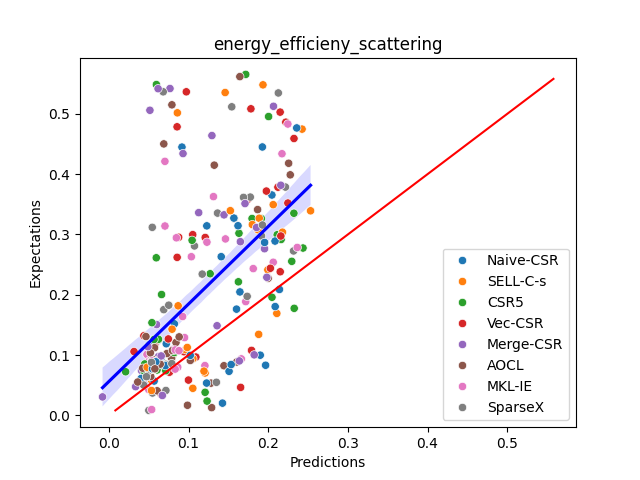 energy_efficieny_scattering
Expectations
0.5
0.4
0.3
0.2
0.1
0.0
0.0 0.1 0.2 0.3 0.4 0.5
Predictions
Naive-CSR
SELL-C-s
CSR5
Vec-CSR
Merge-CSR
AOCL
MKL-IE
SparseX